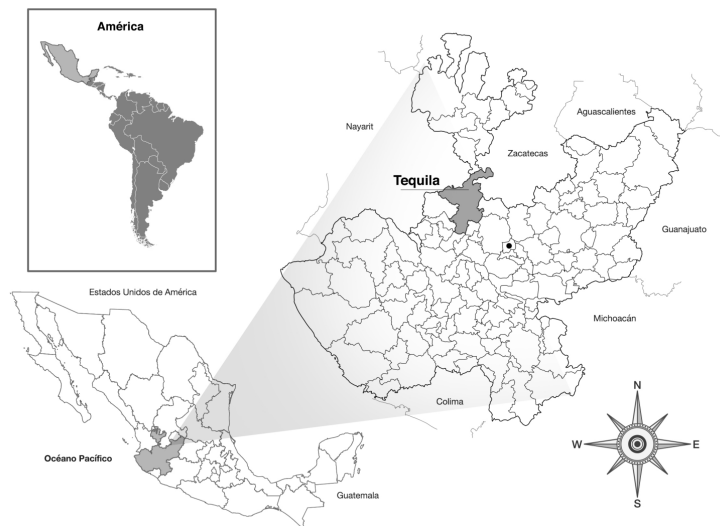 América
Aguascalientes
Nayarit
Zacatecas
Tequila
Guanajuato
Estados Unidos de América
Michoacán
Colima
Océano Pacífico
Guatemala
N
W
E
S